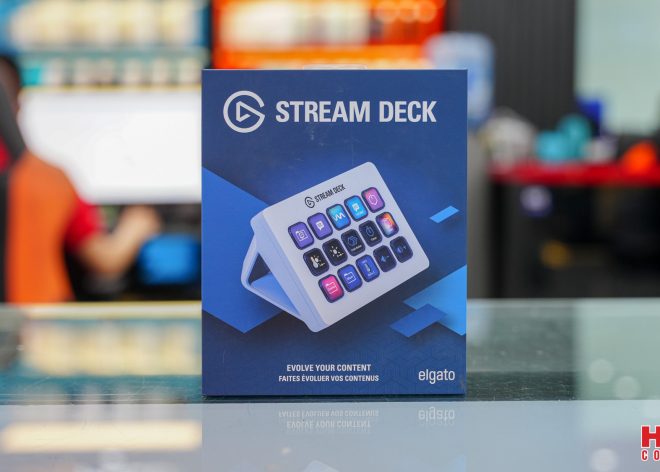 STREAM DECK
STREAM DECK
EVOLVE YOUR CONTENT
FAITES ÉVOLUER VOS CONTENUS
elgato